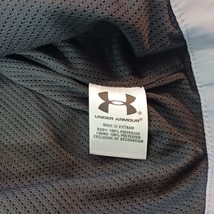 UNDER ARMOUR®
MADE IN VIETNAM
BODY: 100% POLYESTER
LINING: 100% POLYESTER
EXCLUSIVE OF DECORATION